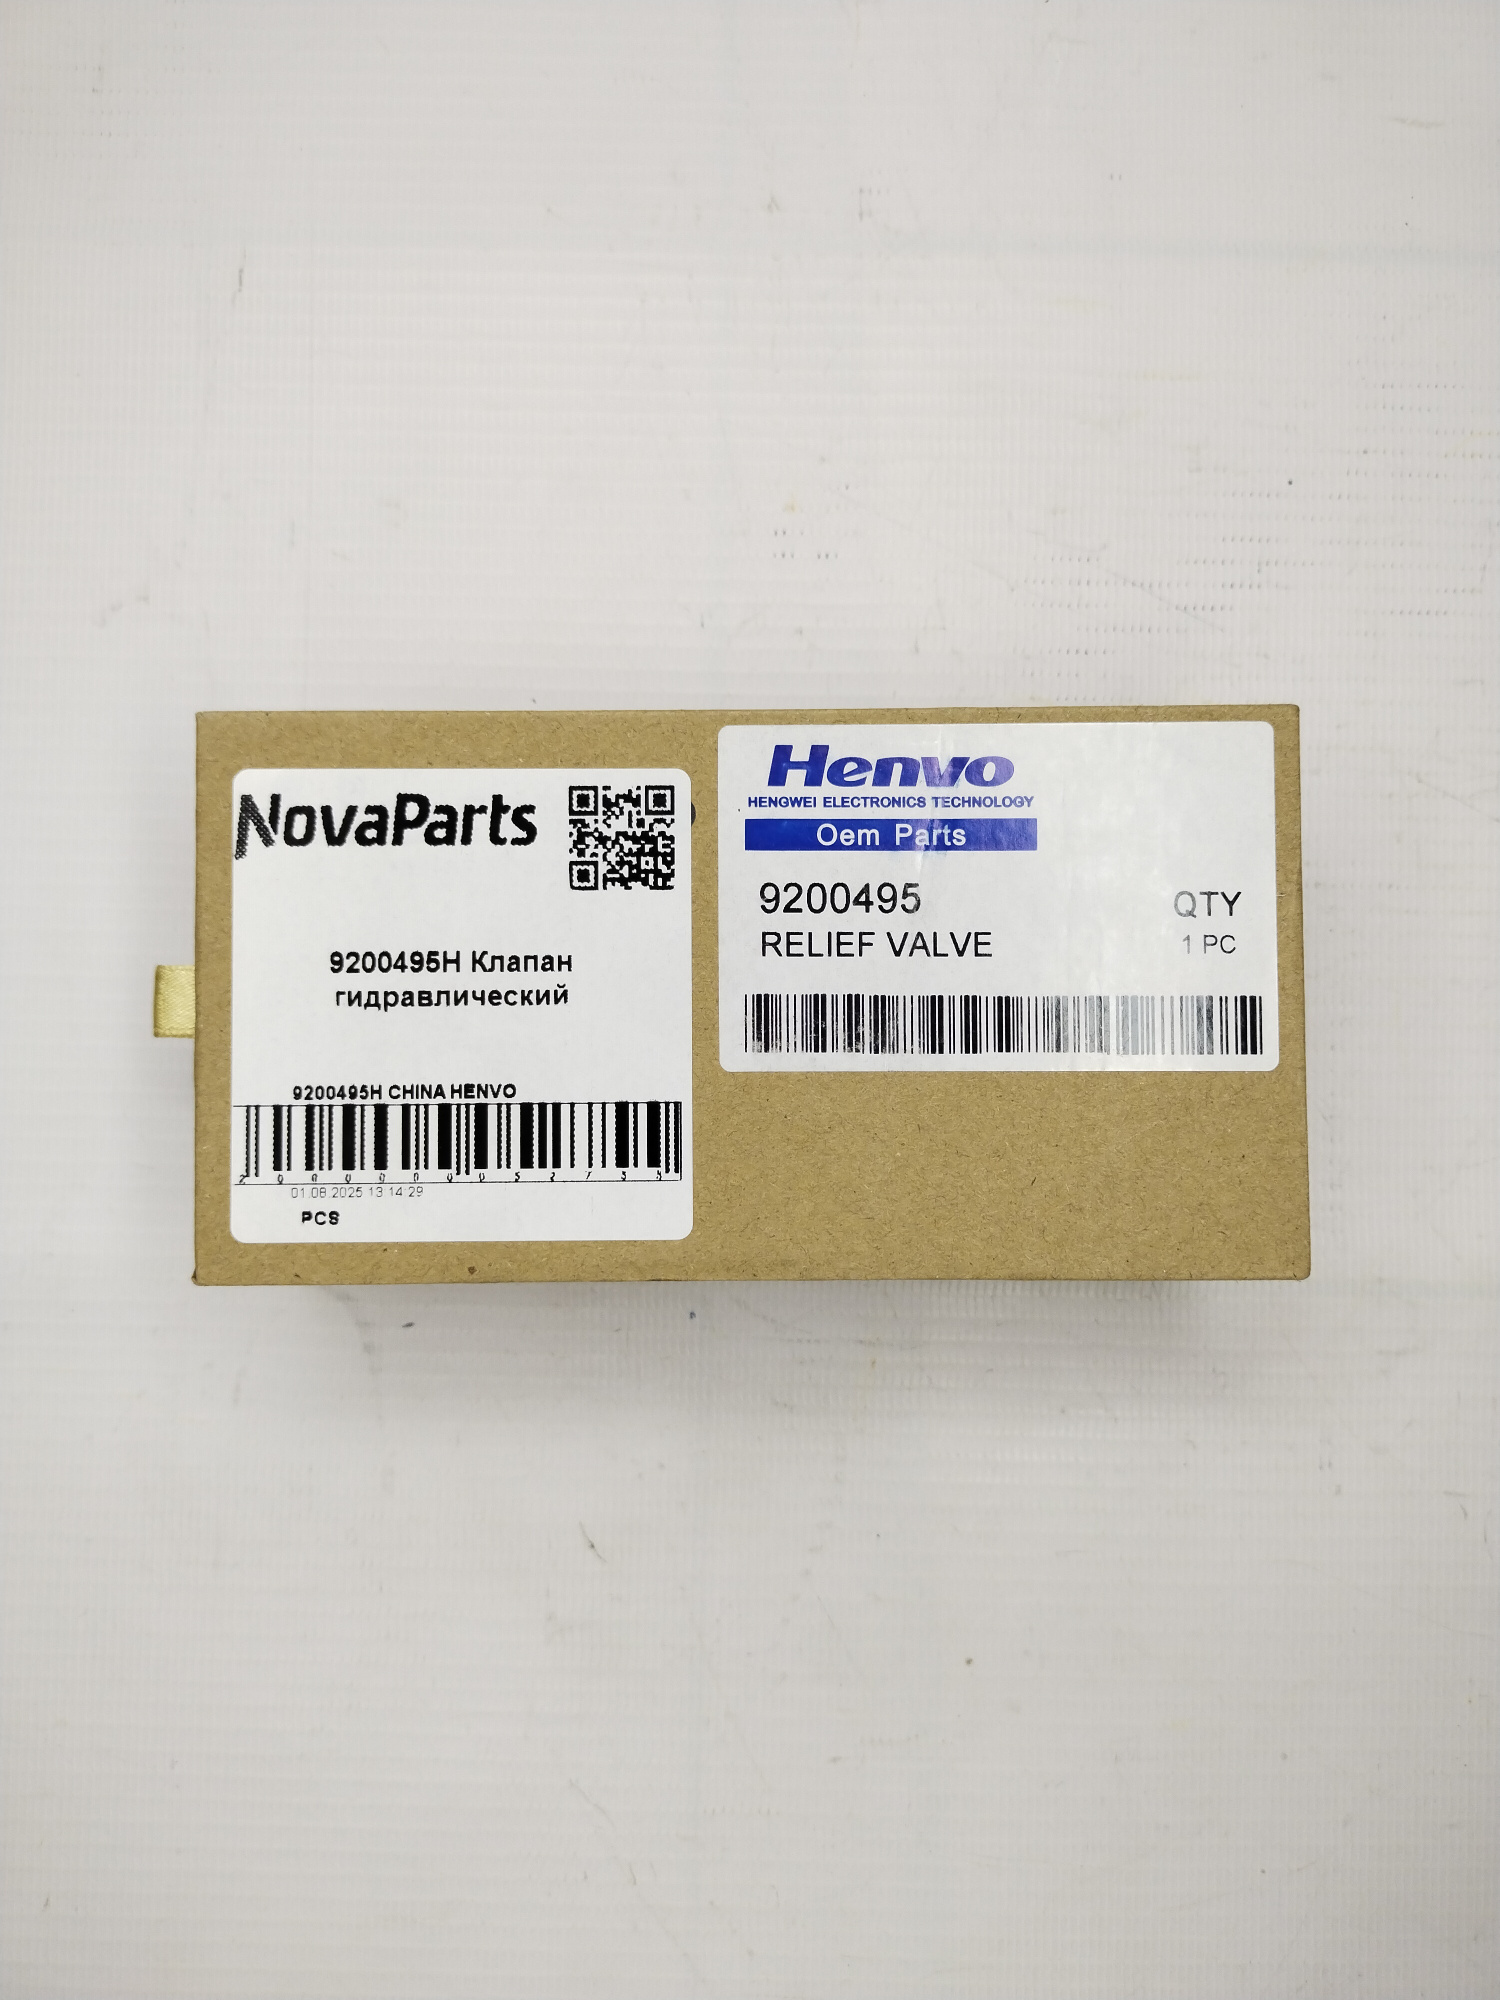 NovaParts
9200495H Клапан
гидравлический
9200495H CHINA HENVO
01.08.2025 13:14:29
PCS
Henvo
HENGWEI ELECTRONICS TECHNOLOGY
Oem Parts
9200495
QTY
RELIEF VALVE
1 PC